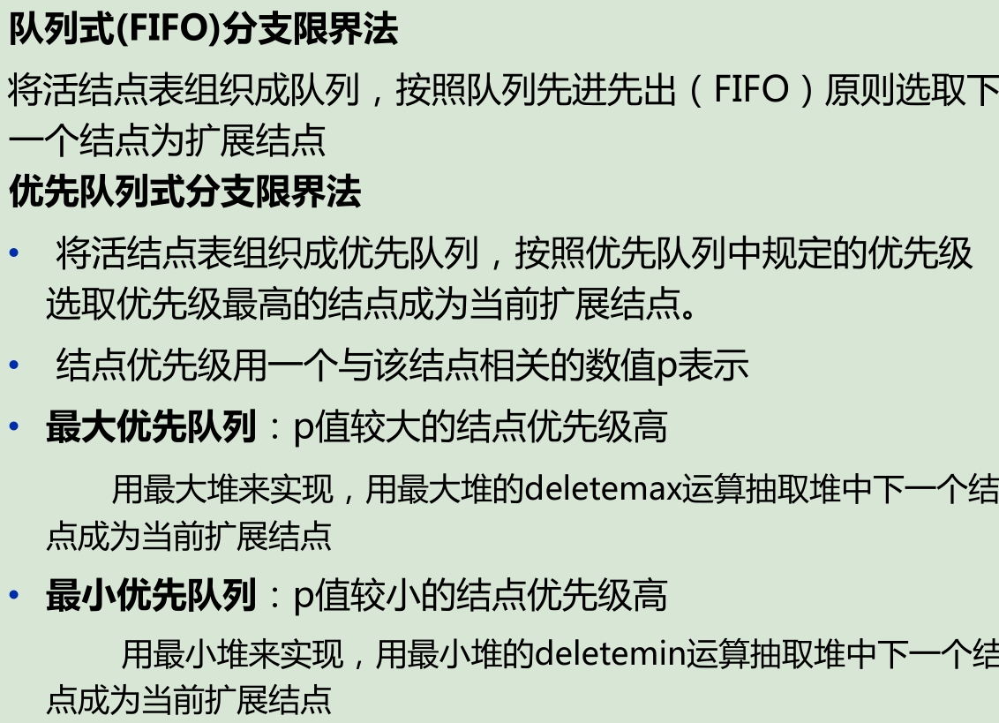 队列式(FIFO)分支限界法
将活结点表组织成队列，按照队列先进先出（FIFO）原则选取下
一个结点为扩展结点
优先队列式分支限界法
• 将活结点表组织成优先队列，按照优先队列中规定的优先级
选取优先级最高的结点成为当前扩展结点。
• 结点优先级用一个与该结点相关的数值p表示
• 最大优先队列：p值较大的结点优先级高
用最大堆来实现，用最大堆的deletemax运算抽取堆中下一个结
点成为当前扩展结点
• 最小优先队列：p值较小的结点优先级高
用最小堆来实现，用最小堆的deletemin运算抽取堆中下一个结
点成为当前扩展结点